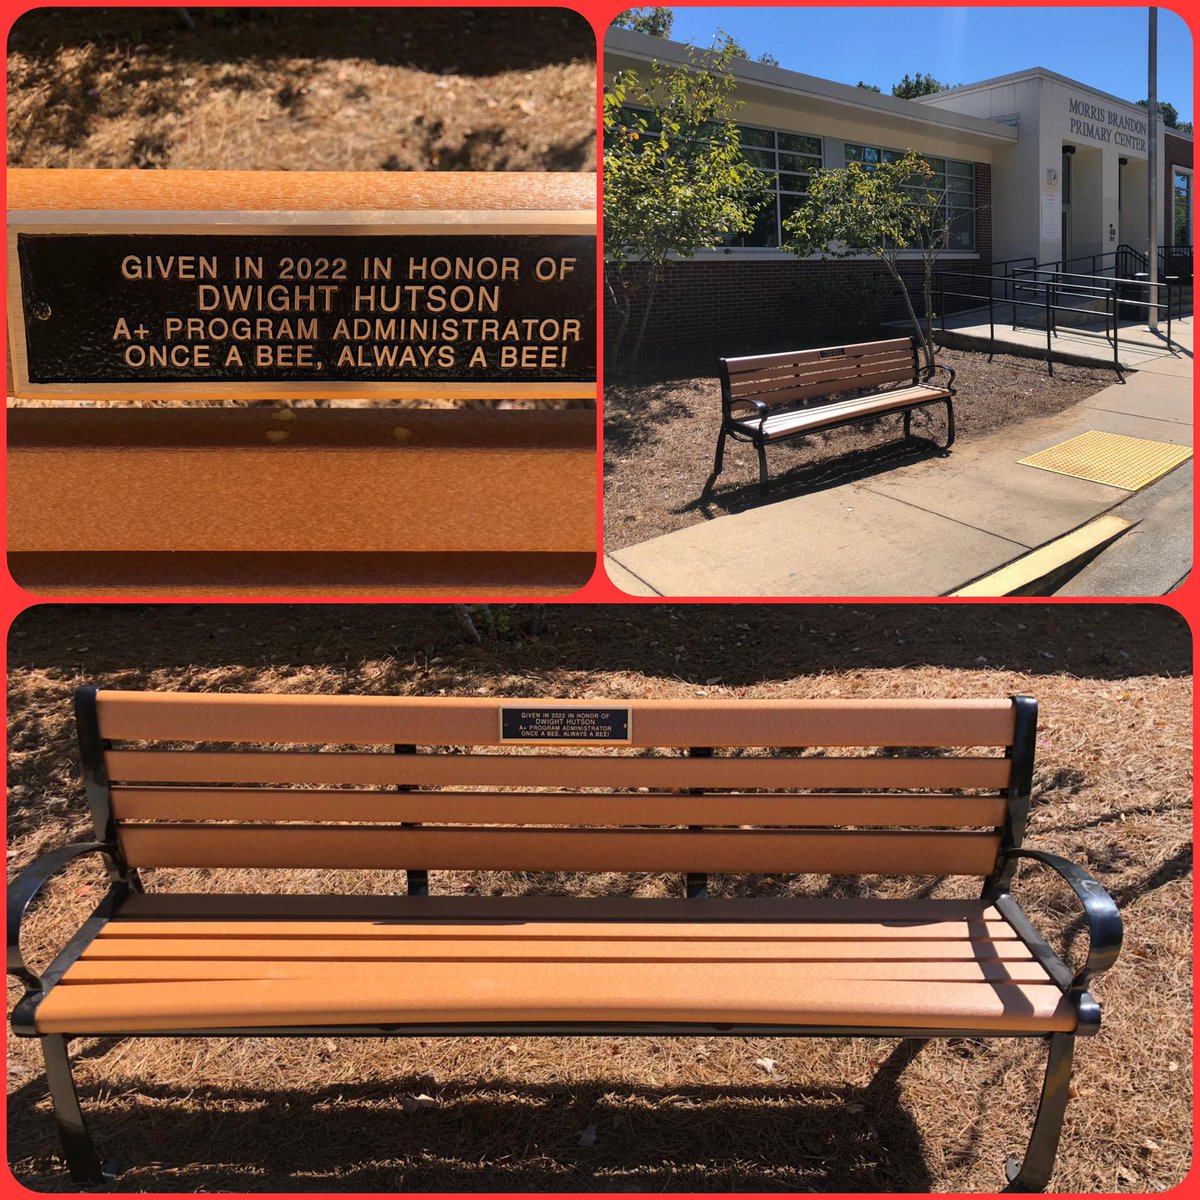 GIVEN IN 2022 IN HONOR OF
DWIGHT HUTSON
A+ PROGRAM ADMINISTRATOR
ONCE A BEE, ALWAYS A BEE!
MORRIS BRANDON
PRIMARY CENTER
GIVEN IN 2022 IN HONOR OF
DWIGHT HUTSON
A+ PROGRAM ADMINISTRATOR
ONCE A BEE, ALWAYS A BEE!